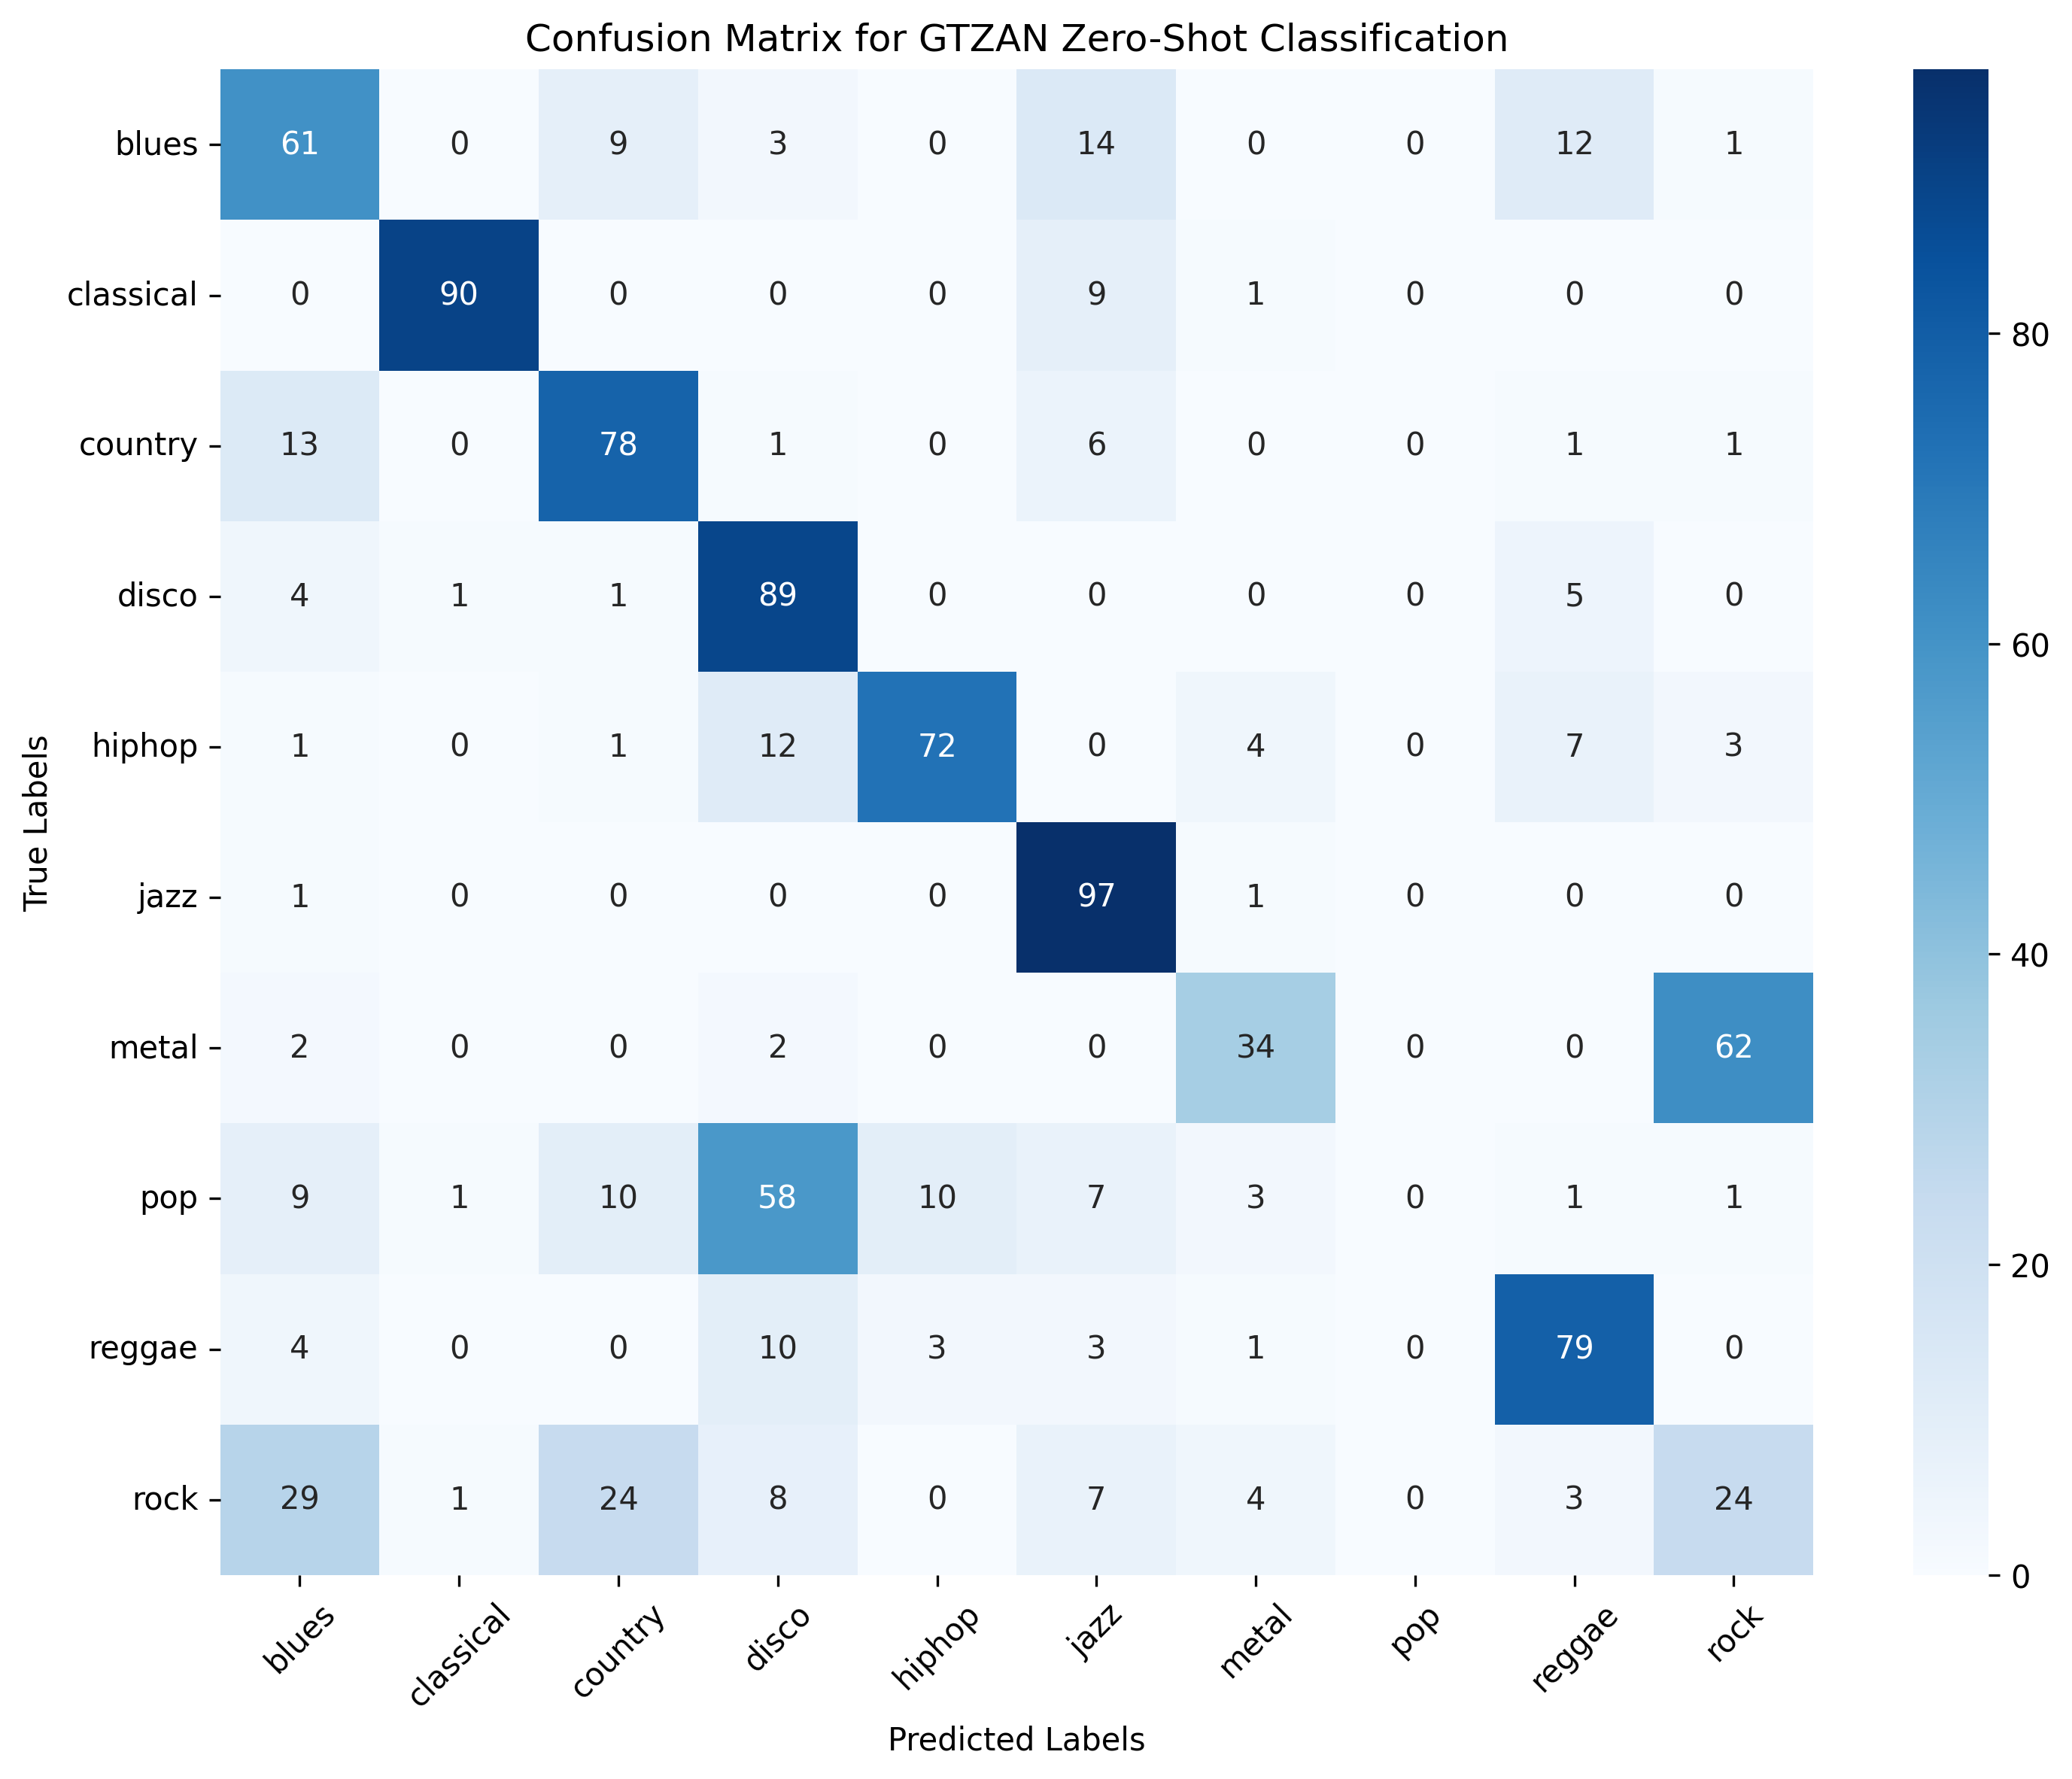 Confusion Matrix for GTZAN Zero-Shot Classification
blues 61 0 9 3 0 14 0 0 12 1
classical 0 90 0 0 0 9 1 0 0 0
country 13 0 78 1 0 6 0 0 1 1
disco 4 1 1 89 0 0 0 0 5 0
hiphop 1 0 1 12 72 0 4 0 7 3
jazz 1 0 0 0 0 97 1 0 0 0
metal 2 0 0 2 0 0 34 0 0 62
pop 9 1 10 58 10 7 3 0 1 1
reggae 4 0 0 10 3 3 1 0 79 0
rock 29 1 24 8 0 7 4 0 3 24
True Labels
blues classical country disco hiphop jazz metal pop reggae rock
Predicted Labels
80
60
40
20
0